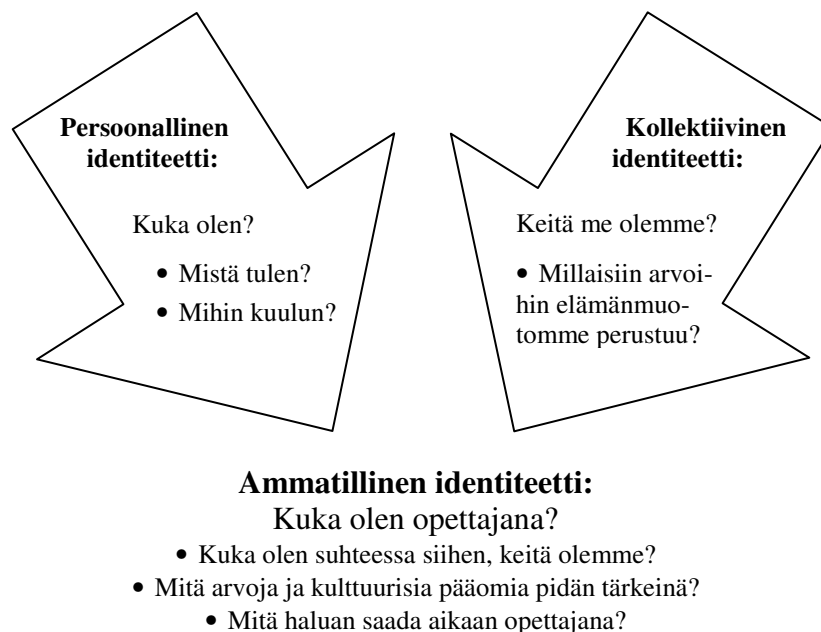 Persoonallinen
identiteetti:
Kuka olen?
• Mistä tulen?
• Mihin kuulun?
Kollektiivinen
identiteetti:
Keitä me olemme?
• Millaisiin arvoi-
hin elämänmuo-
tomme perustuu?
Ammatillinen identiteetti:
Kuka olen opettajana?
• Kuka olen suhteessa siihen, keitä olemme?
• Mitä arvoja ja kulttuurisia pääomia pidän tärkeinä?
• Mitä haluan saada aikaan opettajana?